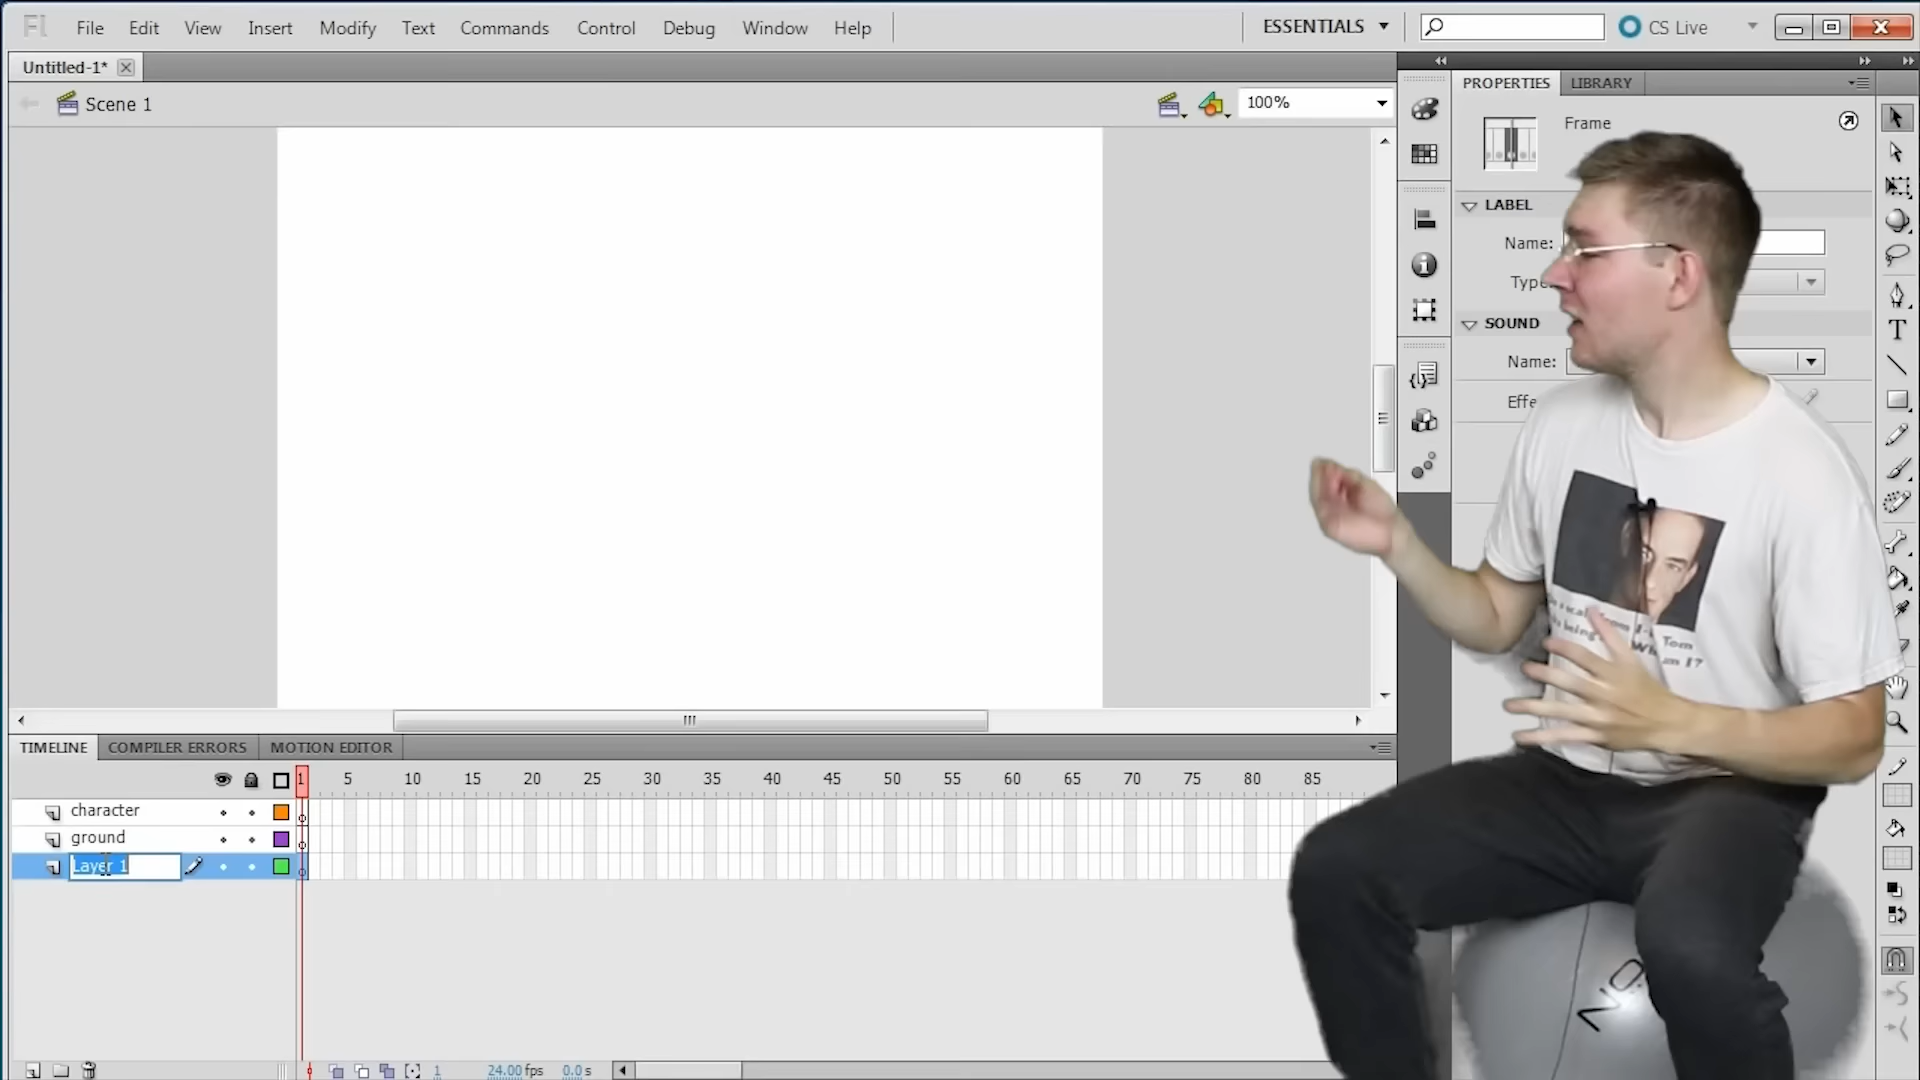 Fl File Edit View Insert Modify Text Commands Control Debug Window Help ESSENTIALS CS Live
Untitled-1*
PROPERTIES LIBRARY
Scene 1 100%
Frame
LABEL
Name:
Type
SOUND
Name:
Effe
TIMELINE COMPILER ERRORS MOTION EDITOR
1 5 10 15 20 25 30 35 40 45 50 55 60 65 70 75 80 85
character
ground
Layer 1
1 24.00 fps 0.0 s